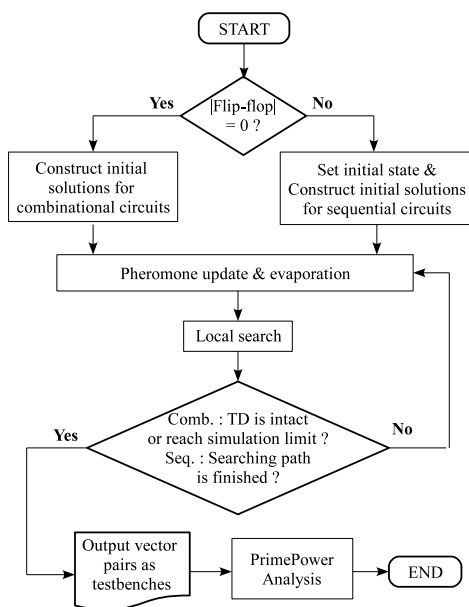 START
|Flip-flop|
= 0 ?
Yes
No
Construct initial
solutions for
combinational circuits
Set initial state &
Construct initial solutions
for sequential circuits
Pheromone update & evaporation
Local search
Comb. : TD is intact
or reach simulation limit ?
Seq. : Searching path
is finished ?
Yes
No
Output vector
pairs as
testbenches
PrimePower
Analysis
END